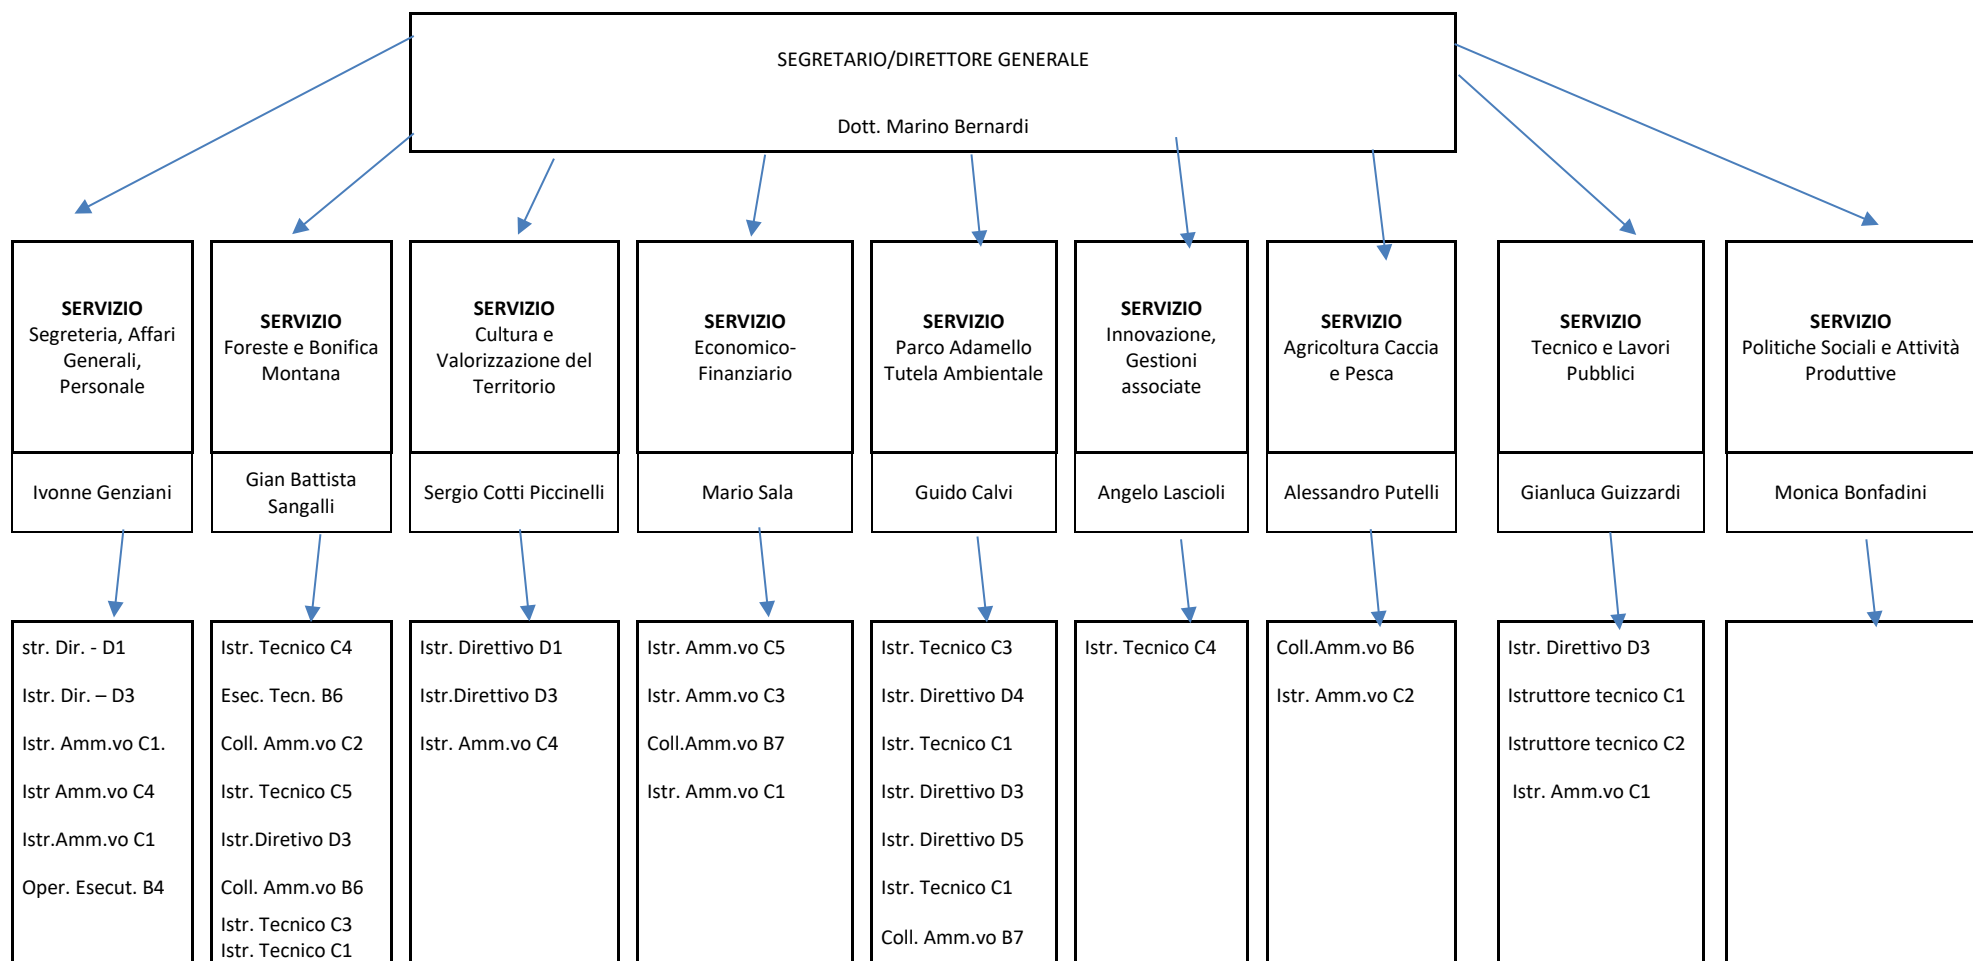 SEGRETARIO/DIRETTORE GENERALE
Dott. Marino Bernardi
SERVIZIO
Segreteria, Affari
Generali,
Personale
Ivonne Genziani
str. Dir. - D1
Istr. Dir. – D3
Istr. Amm.vo C1.
Istr Amm.vo C4
Istr.Amm.vo C1
Oper. Esecut. B4
SERVIZIO
Foreste e Bonifica
Montana
Gian Battista
Sangalli
Istr. Tecnico C4
Esec. Tecn. B6
Coll. Amm.vo C2
Istr. Tecnico C5
Istr.Diretivo D3
Coll. Amm.vo B6
Istr. Tecnico C3
Istr. Tecnico C1
SERVIZIO
Cultura e
Valorizzazione del
Territorio
Sergio Cotti Piccinelli
Istr. Direttivo D1
Istr.Direttivo D3
Istr. Amm.vo C4
SERVIZIO
Economico-
Finanziario
Mario Sala
Istr. Amm.vo C5
Istr. Amm.vo C3
Coll.Amm.vo B7
Istr. Amm.vo C1
SERVIZIO
Parco Adamello
Tutela Ambientale
Guido Calvi
Istr. Tecnico C3
Istr. Direttivo D4
Istr. Tecnico C1
Istr. Direttivo D3
Istr. Direttivo D5
Istr. Tecnico C1
Coll. Amm.vo B7
SERVIZIO
Innovazione,
Gestioni
associate
Angelo Lascioli
Istr. Tecnico C4
SERVIZIO
Agricoltura Caccia
e Pesca
Alessandro Putelli
Coll.Amm.vo B6
Istr. Amm.vo C2
SERVIZIO
Tecnico e Lavori
Pubblici
Gianluca Guizzardi
Istr. Direttivo D3
Istruttore tecnico C1
Istruttore tecnico C2
Istr. Amm.vo C1
SERVIZIO
Politiche Sociali e Attività
Produttive
Monica Bonfadini